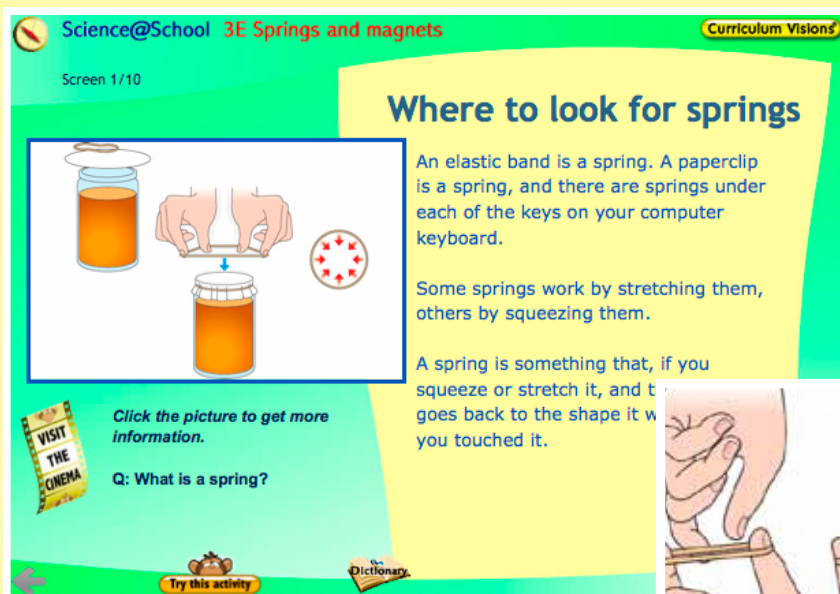 Science@School 3E Springs and magnets
Curriculum Visions
Screen 1/10
Where to look for springs
An elastic band is a spring. A paperclip
is a spring, and there are springs under
each of the keys on your computer
keyboard.
Some springs work by stretching them,
others by squeezing them.
A spring is something that, if you
squeeze or stretch it, and
goes back to the shape it
you touched it.
Click the picture to get more
information.
Q: What is a spring?
VISIT
THE
CINEMA
Try this activity
Dictionary